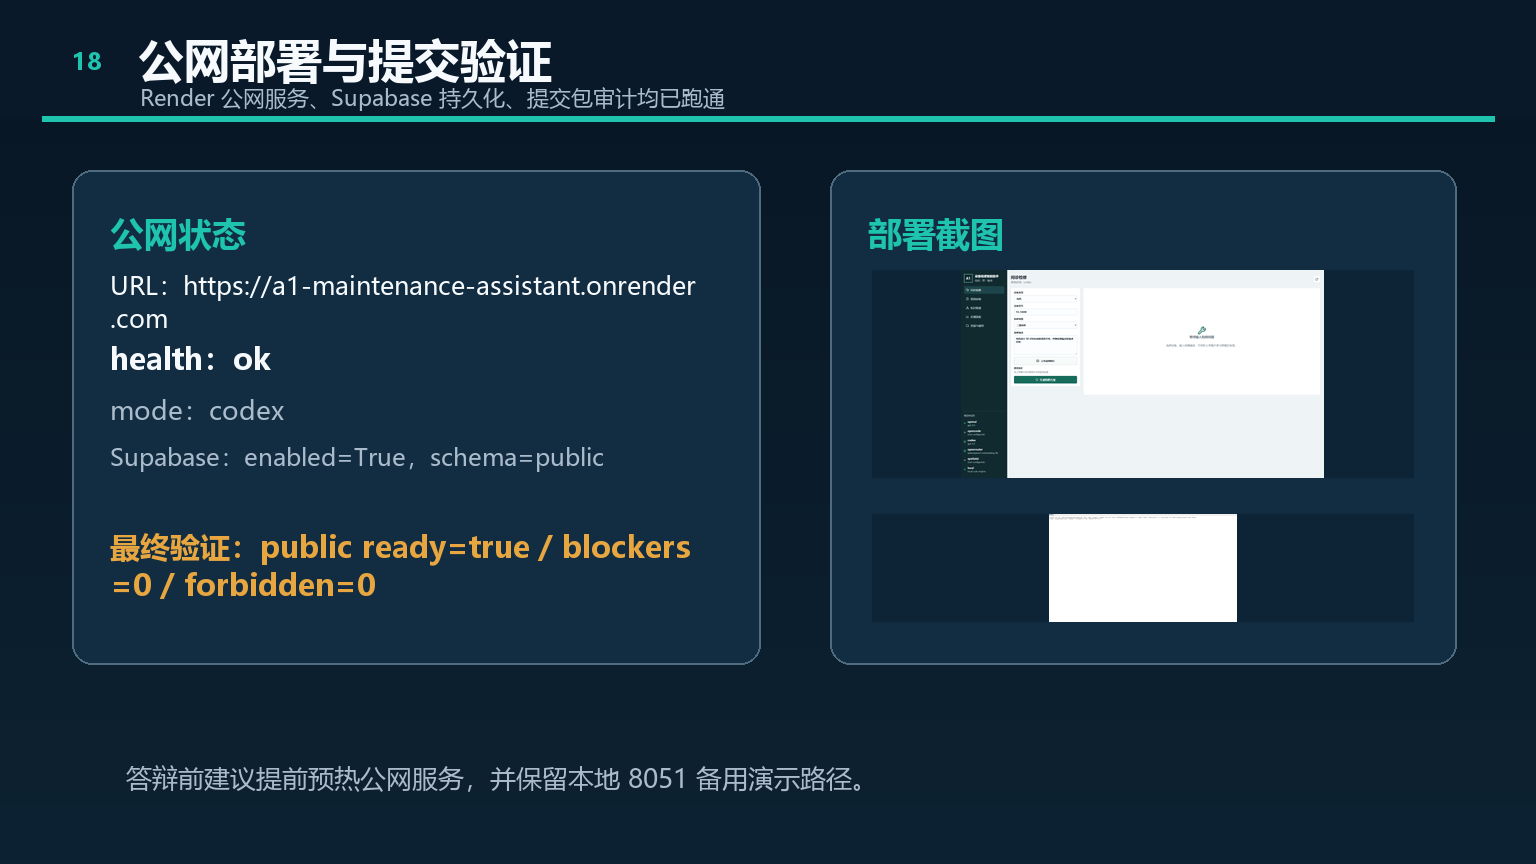 18
公网部署与提交验证
Render 公网服务、Supabase 持久化、提交包审计均已跑通
公网状态
URL：https://a1-maintenance-assistant.onrender
.com
health：ok
mode：codex
Supabase：enabled=True，schema=public
最终验证：public ready=true / blockers
=0 / forbidden=0
部署截图
A1
答辩前建议提前预热公网服务，并保留本地 8051 备用演示路径。